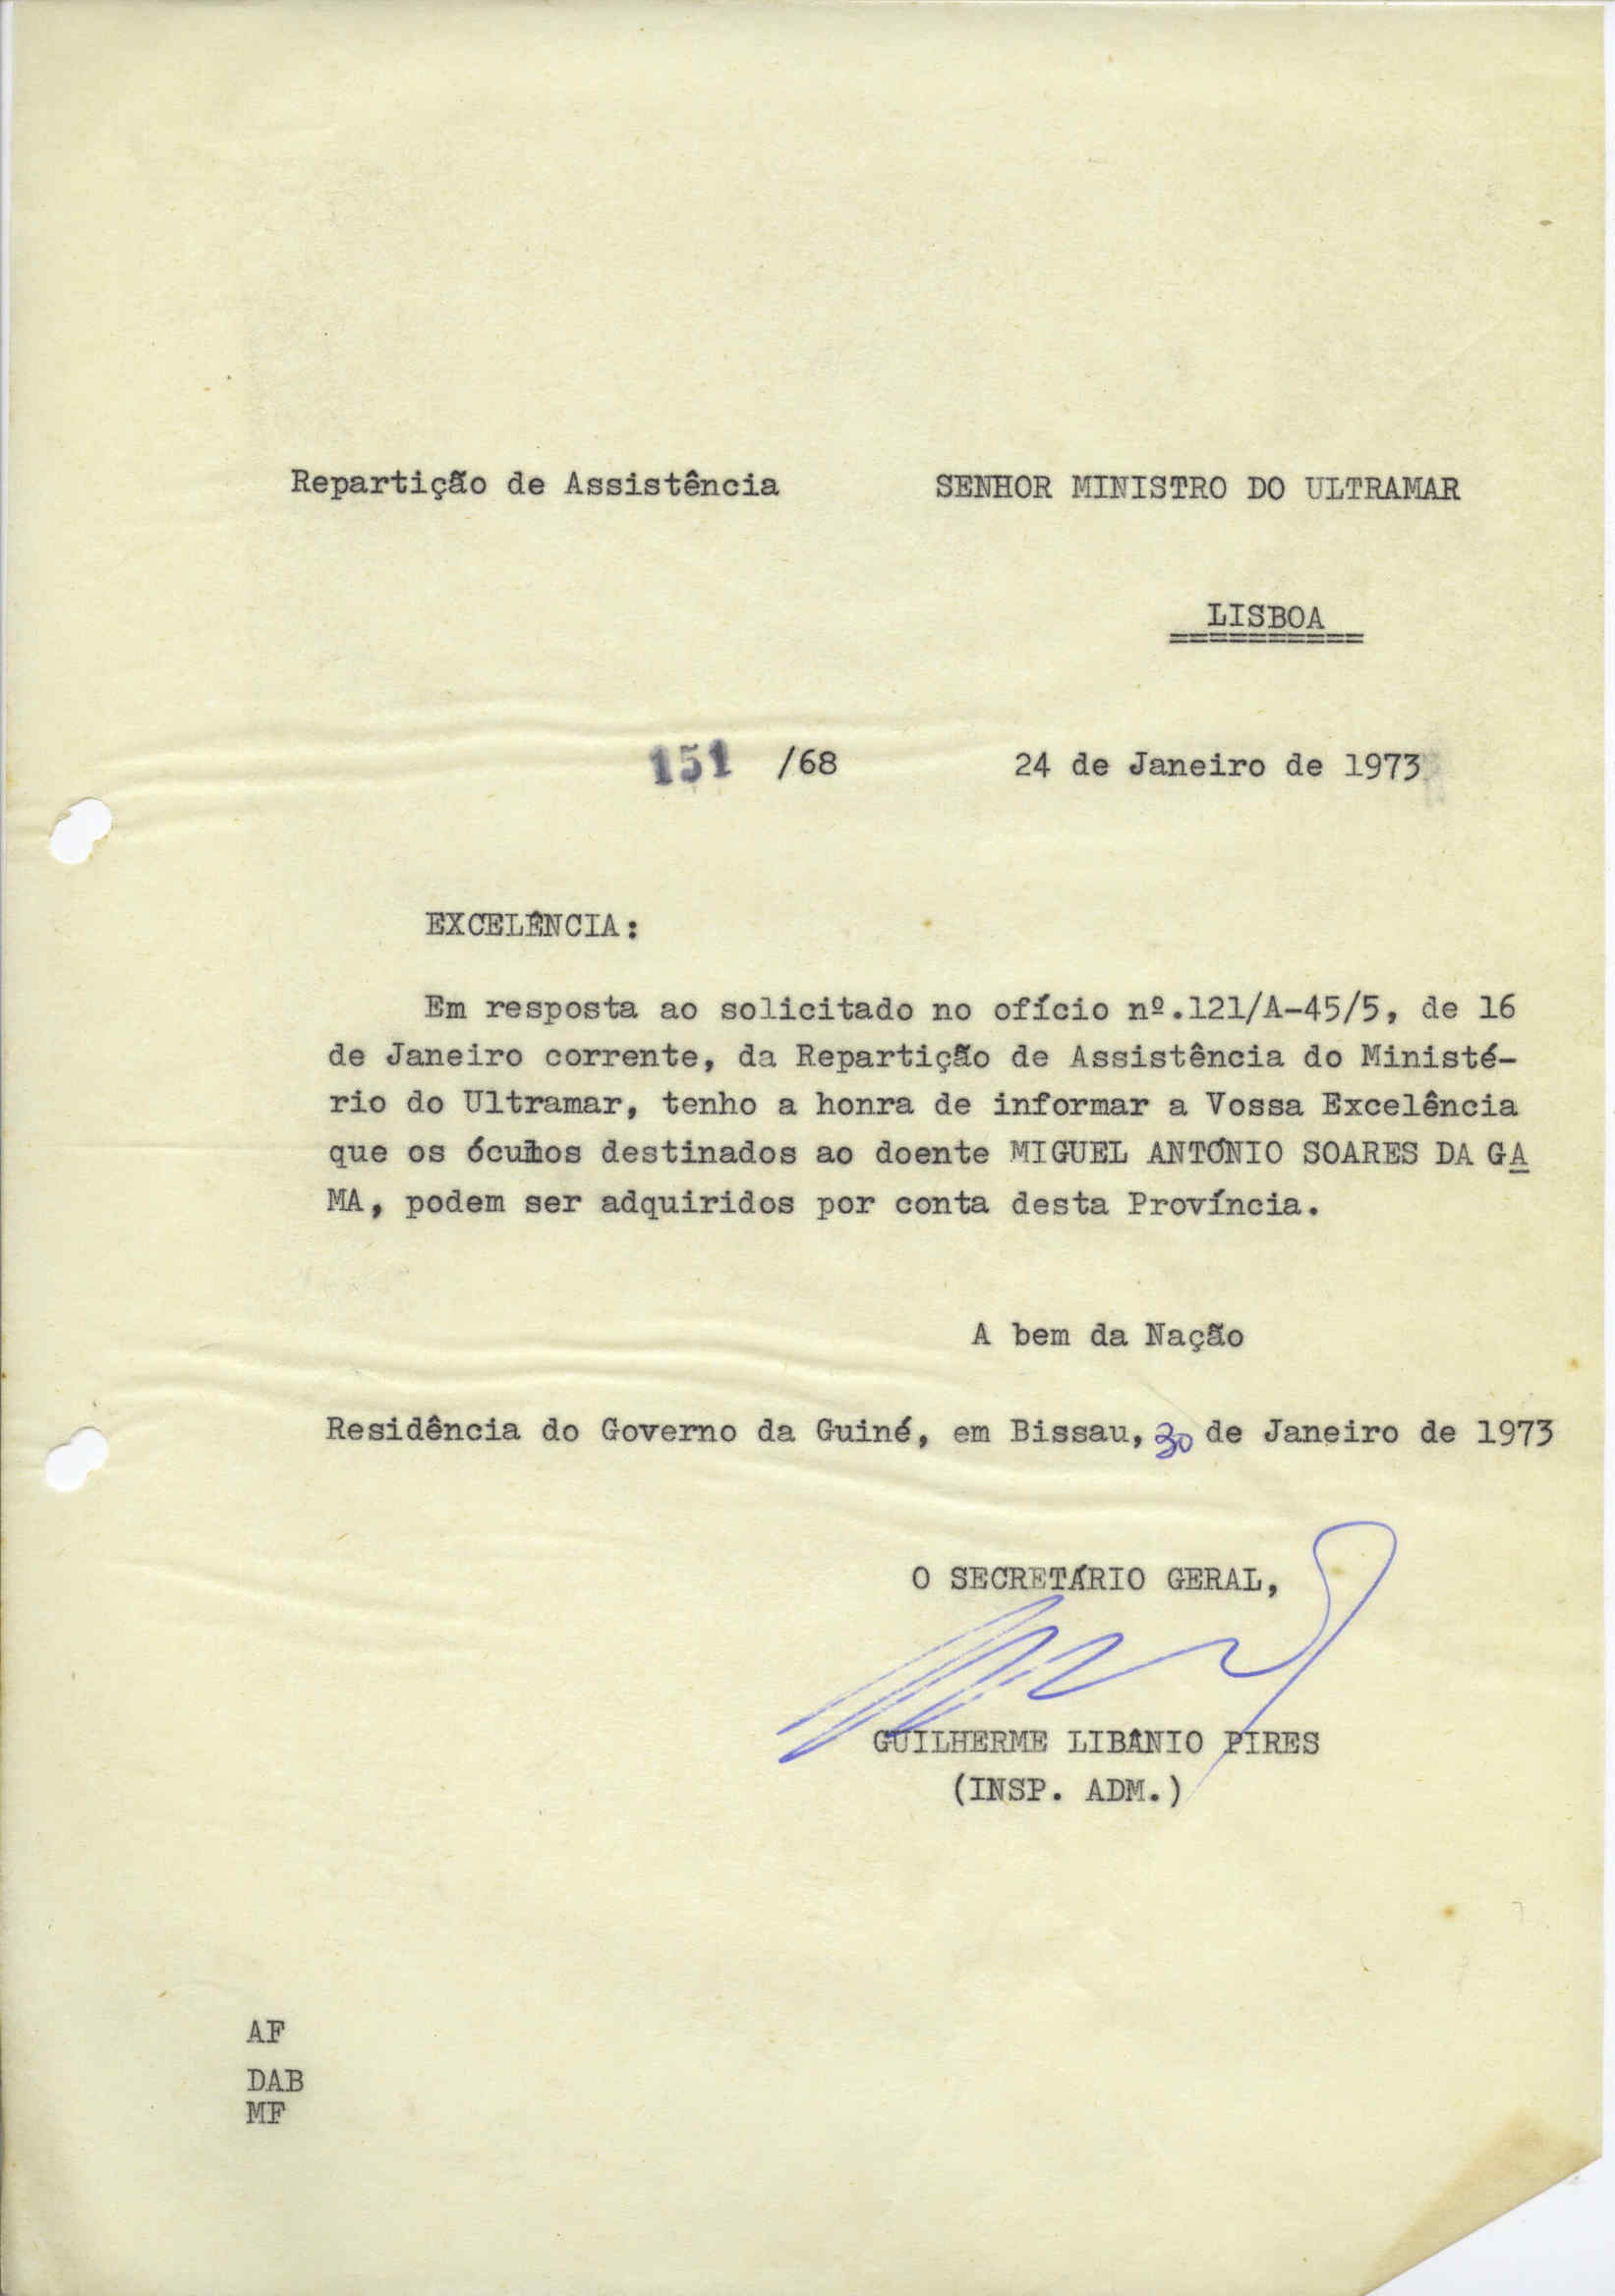 Repartição de Assistência SENHOR MINISTRO DO ULTRAMAR
LISBOA
151 /68 24 de Janeiro de 1973
EXCELÊNCIA:
Em resposta ao solicitado no ofício nº.121/A-45/5, de 16
de Janeiro corrente, da Repartição de Assistência do Ministé-
rio do Ultramar, tenho a honra de informar a Vossa Excelência
que os óculos destinados ao doente MIGUEL ANTÓNIO SOARES DA GA
MA, podem ser adquiridos por conta desta Província.
A bem da Nação
Residência do Governo da Guiné, em Bissau, 30 de Janeiro de 1973
O SECRETÁRIO GERAL,
GUILHERME LIBÂNIO PIRES
(INSP. ADM.)
AF
DAB
MF